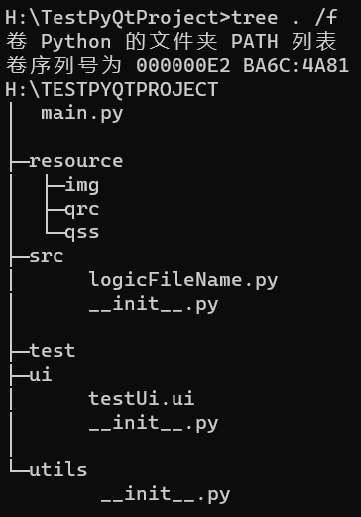 H:\TestPyQtProject>tree . /f
卷 Python 的文件夹 PATH 列表
卷序列号为 000000E2 BA6C:4A81
H:\TESTPYQTPROJECT
│  main.py
│
├─resource
│  ├─img
│  ├─qrc
│  └─qss
├─src
│      logicFileName.py
│      __init__.py
│
├─test
├─ui
│      testUi.ui
│      __init__.py
│
└─utils
        __init__.py